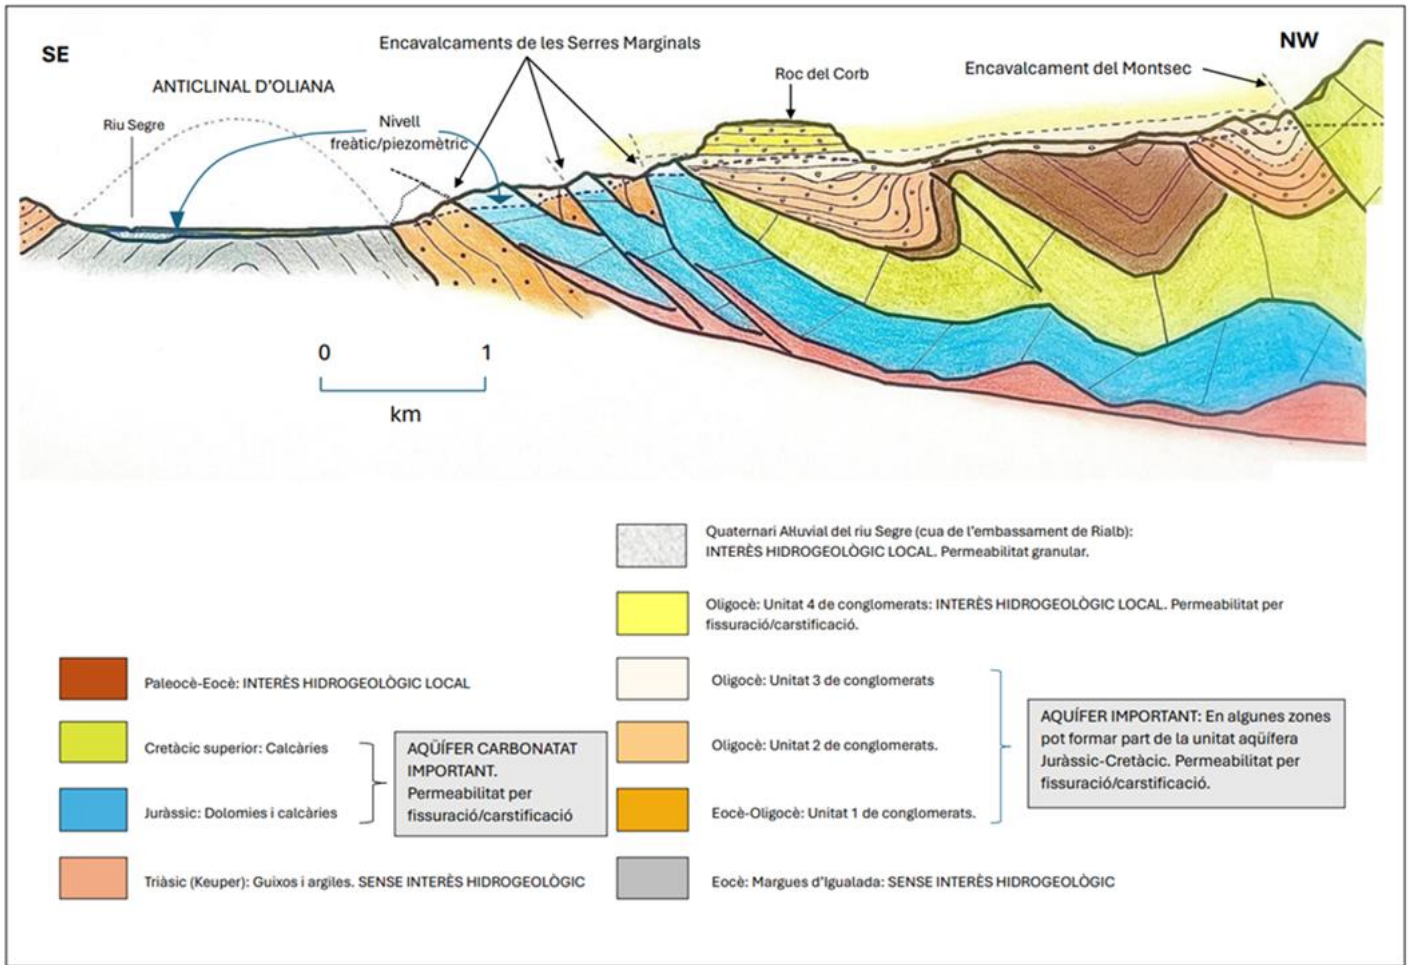 SE
NW
Encavalcaments de les Serres Marginals
Roc del Corb
Encavalcament del Montsec
ANTICLINAL D'OLIANA
Riu Segre
Nivell
freàtic/piezomètric
0
1
km
Quaternari Al·luvial del riu Segre (cua de l'embassament de Rialb):
INTERÈS HIDROGEOLÒGIC LOCAL. Permeabilitat granular.
Oligocè: Unitat 4 de conglomerats: INTERÈS HIDROGEOLÒGIC LOCAL. Permeabilitat per
fissuració/carstificació.
Paleocè-Eocè: INTERÈS HIDROGEOLÒGIC LOCAL
Cretàcic superior: Calcàries
Juràssic: Dolomies i calcàries
AQÜÍFER CARBONATAT
IMPORTANT.
Permeabilitat per
fissuració/carstificació
Triàsic (Keuper): Guixos i argiles. SENSE INTERÈS HIDROGEOLÒGIC
Oligocè: Unitat 3 de conglomerats
Oligocè: Unitat 2 de conglomerats.
Eocè-Oligocè: Unitat 1 de conglomerats.
AQUÍFER IMPORTANT: En algunes zones
pot formar part de la unitat aqüífera
Juràssic-Cretàcic. Permeabilitat per
fissuració/carstificació.
Eocè: Margues d'Igualada: SENSE INTERÈS HIDROGEOLÒGIC